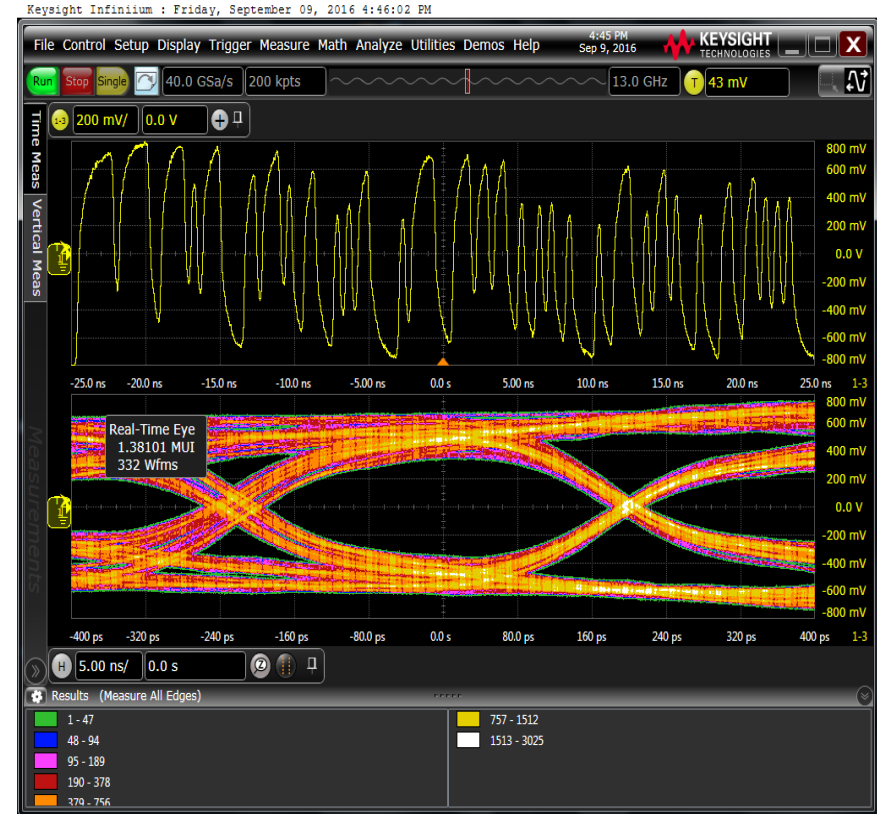 Keysight Infiniium : Friday, September 09, 2016 4:46:02 PM
File Control Setup Display Trigger Measure Math Analyze Utilities Demos Help
4:45 PM
Sep 9, 2016
KEYSIGHT
TECHNOLOGIES
X
Run Stop Single 40.0 GSa/s 200 kpts 13.0 GHz T 43 mV
Time Meas
Vertical Meas
Measurements
1-3 200 mV/ 0.0 V
800 mV
600 mV
400 mV
200 mV
0.0 V
-200 mV
-400 mV
-600 mV
-800 mV
T
-25.0 ns -20.0 ns -15.0 ns -10.0 ns -5.00 ns 0.0 s 5.00 ns 10.0 ns 15.0 ns 20.0 ns 25.0 ns 1-3
Real-Time Eye
1.38101 MUI
332 Wfms
800 mV
600 mV
400 mV
200 mV
0.0 V
-200 mV
-400 mV
-600 mV
-800 mV
T
-400 ps -320 ps -240 ps -160 ps -80.0 ps 0.0 s 80.0 ps 160 ps 240 ps 320 ps 400 ps 1-3
H 5.00 ns/ 0.0 s Z
Results (Measure All Edges)
1 - 47
48 - 94
95 - 189
190 - 378
379 - 756
757 - 1512
1513 - 3025